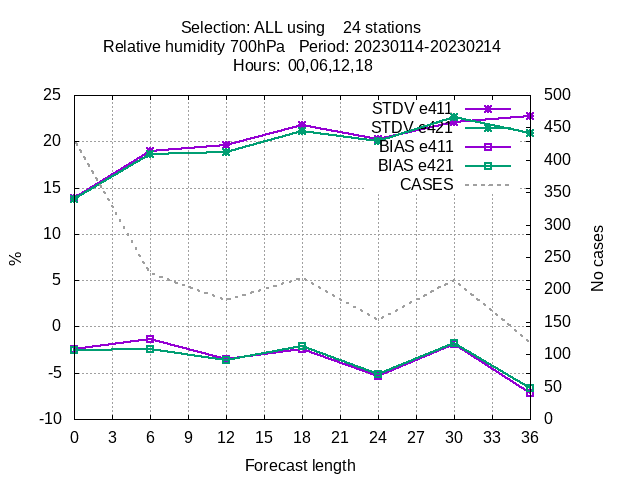 Selection: ALL using    24 stations
Relative humidity 700hPa   Period: 20230114-20230214
Hours:  00,06,12,18
STDV e411
STDV e421
BIAS e411
BIAS e421
CASES
25
20
15
10
5
0
-5
-10
%
500
450
400
350
300
250
200
150
100
50
0
No cases
0 3 6 9 12 15 18 21 24 27 30 33 36
Forecast length